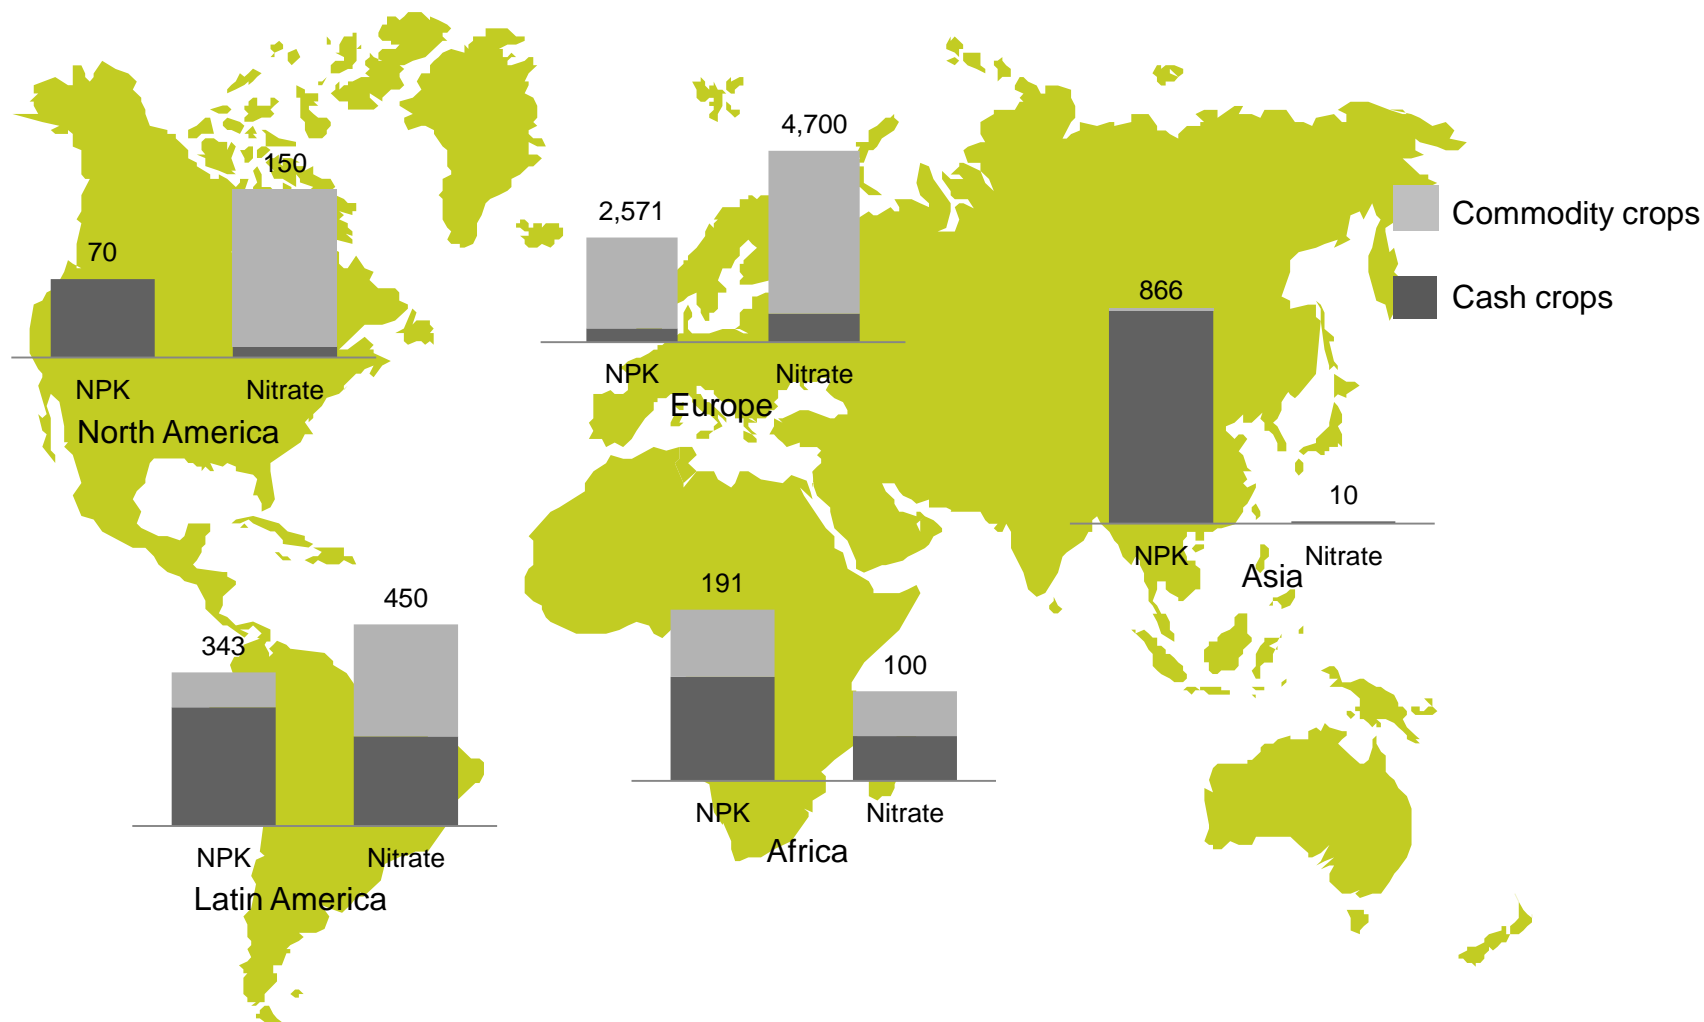 150
70
NPK
Nitrate
North America
4,700
2,571
NPK
Nitrate
Europe
Commodity crops
Cash crops
866
10
NPK
Nitrate
Asia
450
343
NPK
Nitrate
Latin America
191
100
NPK
Nitrate
Africa